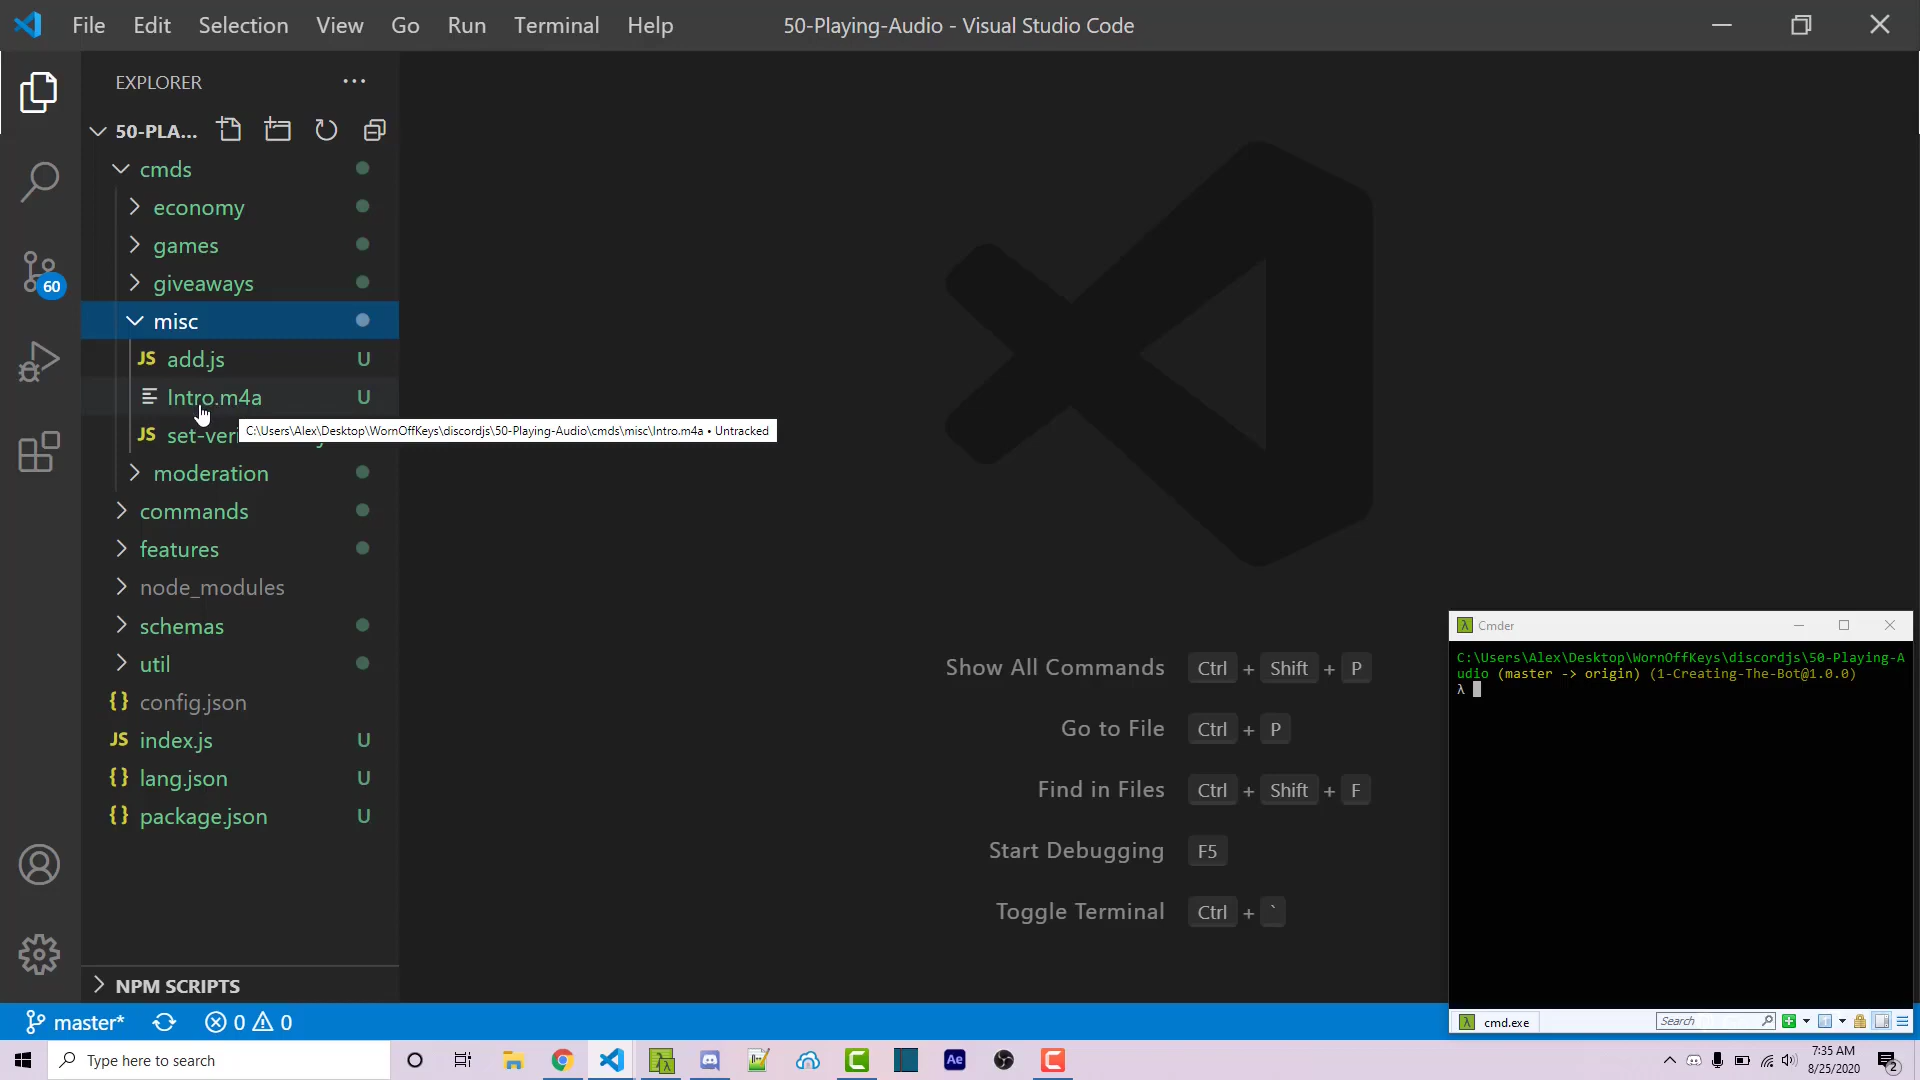 File Edit Selection View Go Run Terminal Help
50-Playing-Audio - Visual Studio Code
EXPLORER
50-PLA...
cmds
economy
games
giveaways
misc
JS add.js U
Intro.m4a U
JS set-veri
C:\Users\Alex\Desktop\WornOffKeys\discordjs\50-Playing-Audio\cmds\misc\Intro.m4a • Untracked
moderation
commands
features
node_modules
schemas
util
{} config.json
JS index.js U
{} lang.json U
{} package.json U
NPM SCRIPTS
60
Show All Commands Ctrl + Shift + P
Go to File Ctrl + P
Find in Files Ctrl + Shift + F
Start Debugging F5
Toggle Terminal Ctrl + `
λ Cmder
C:\Users\Alex\Desktop\WornOffKeys\discordjs\50-Playing-A
udio (master -> origin) (1-Creating-The-Bot@1.0.0)
λ
λ cmd.exe
Search
master* 0 0
Type here to search
Ae
7:35 AM
8/25/2020
2